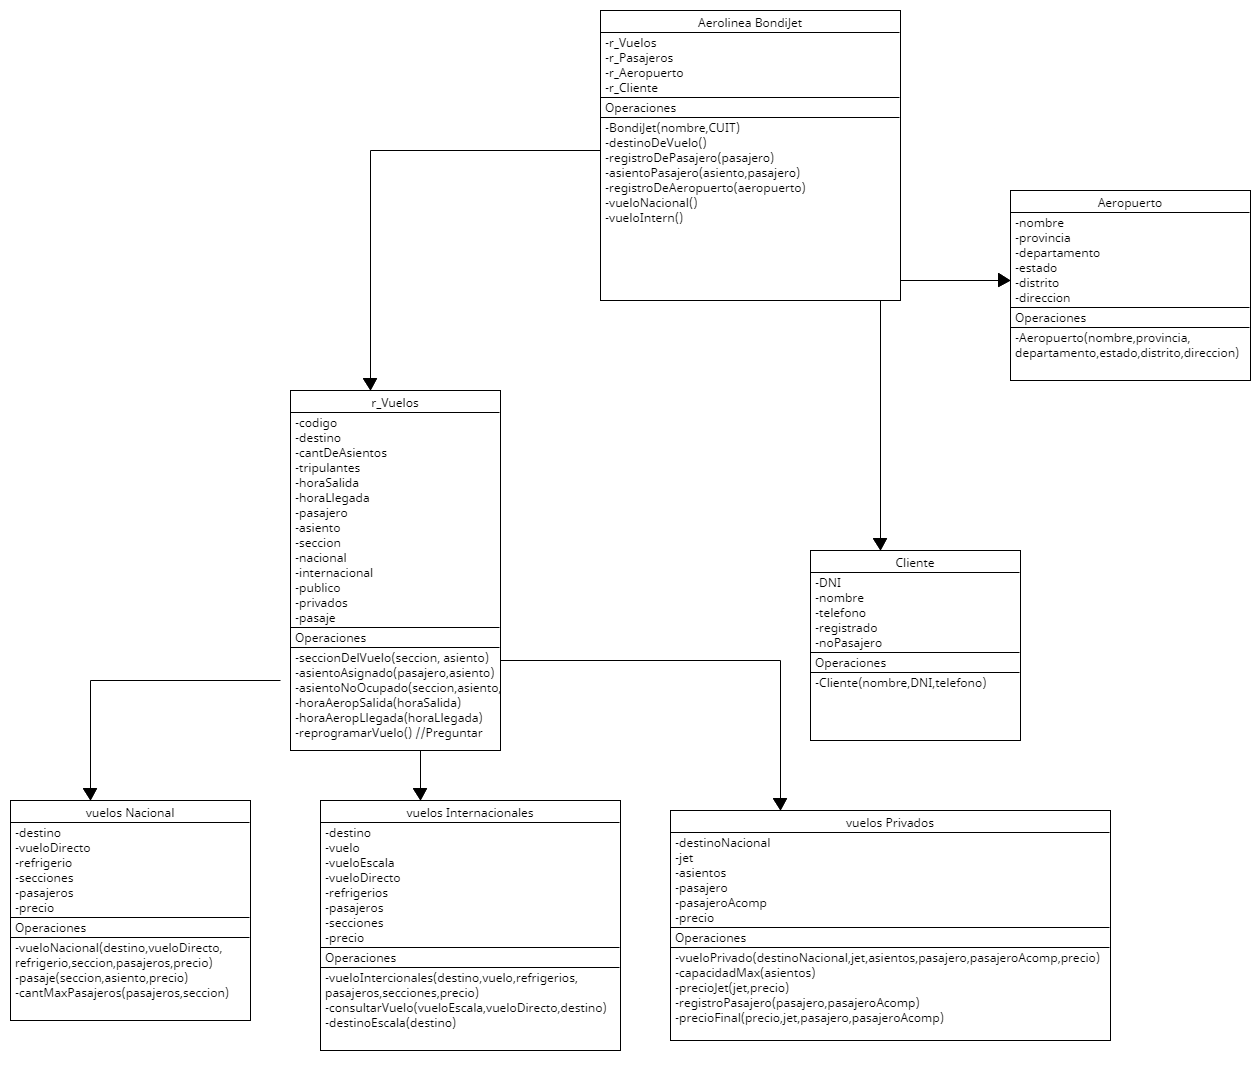 Aerolinea BondiJet
-r_Vuelos
-r_Pasajeros
-r_Aeropuerto
-r_Cliente
Operaciones
-BondiJet(nombre,CUIT)
-destinoDeVuelo()
-registroDePasajero(pasajero)
-asientoPasajero(asiento,pasajero)
-registroDeAeropuerto(aeropuerto)
-vueloNacional()
-vueloIntern()
Aeropuerto
-nombre
-provincia
-departamento
-estado
-distrito
-direccion
Operaciones
-Aeropuerto(nombre,provincia,
departamento,estado,distrito,direccion)
r_Vuelos
-codigo
-destino
-cantDeAsientos
-tripulantes
-horaSalida
-horaLlegada
-pasajero
-asiento
-seccion
-nacional
-internacional
-publico
-privados
-pasaje
Operaciones
-seccionDelVuelo(seccion, asiento)
-asientoAsignado(pasajero,asiento)
-asientoNoOcupado(seccion,asiento,
-horaAeropSalida(horaSalida)
-horaAeropLlegada(horaLlegada)
-reprogramarVuelo() //Preguntar
Cliente
-DNI
-nombre
-telefono
-registrado
-noPasajero
Operaciones
-Cliente(nombre,DNI,telefono)
vuelos Nacional
-destino
-vueloDirecto
-refrigerio
-secciones
-pasajeros
-precio
Operaciones
-vueloNacional(destino,vueloDirecto,
refrigerio,seccion,pasajeros,precio)
-pasaje(seccion,asiento,precio)
-cantMaxPasajeros(pasajeros,seccion)
vuelos Internacionales
-destino
-vuelo
-vueloEscala
-vueloDirecto
-refrigerios
-pasajeros
-secciones
-precio
Operaciones
-vueloIntercionales(destino,vuelo,refrigerios,
pasajeros,secciones,precio)
-consultarVuelo(vueloEscala,vueloDirecto,destino)
-destinoEscala(destino)
vuelos Privados
-destinoNacional
-jet
-asientos
-pasajero
-pasajeroAcomp
-precio
Operaciones
-vueloPrivado(destinoNacional,jet,asientos,pasajero,pasajeroAcomp,precio)
-capacidadMax(asientos)
-precioJet(jet,precio)
-registroPasajero(pasajero,pasajeroAcomp)
-precioFinal(precio,jet,pasajero,pasajeroAcomp)